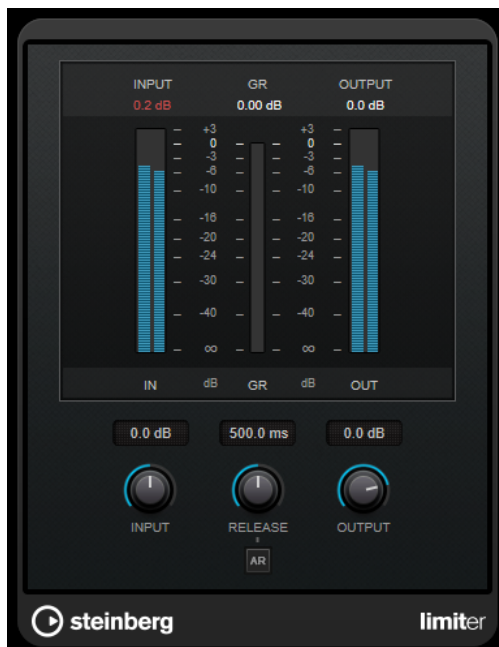 INPUT GR OUTPUT
0.2 dB 0.00 dB 0.0 dB
+3 +3
0 0
-3 -3
-6 -6
-10 -10
-16 -16
-20 -20
-24 -24
-30 -30
-40 -40
∞ ∞
IN dB GR dB OUT
0.0 dB 500.0 ms 0.0 dB
INPUT RELEASE OUTPUT
AR
steinberg limiter